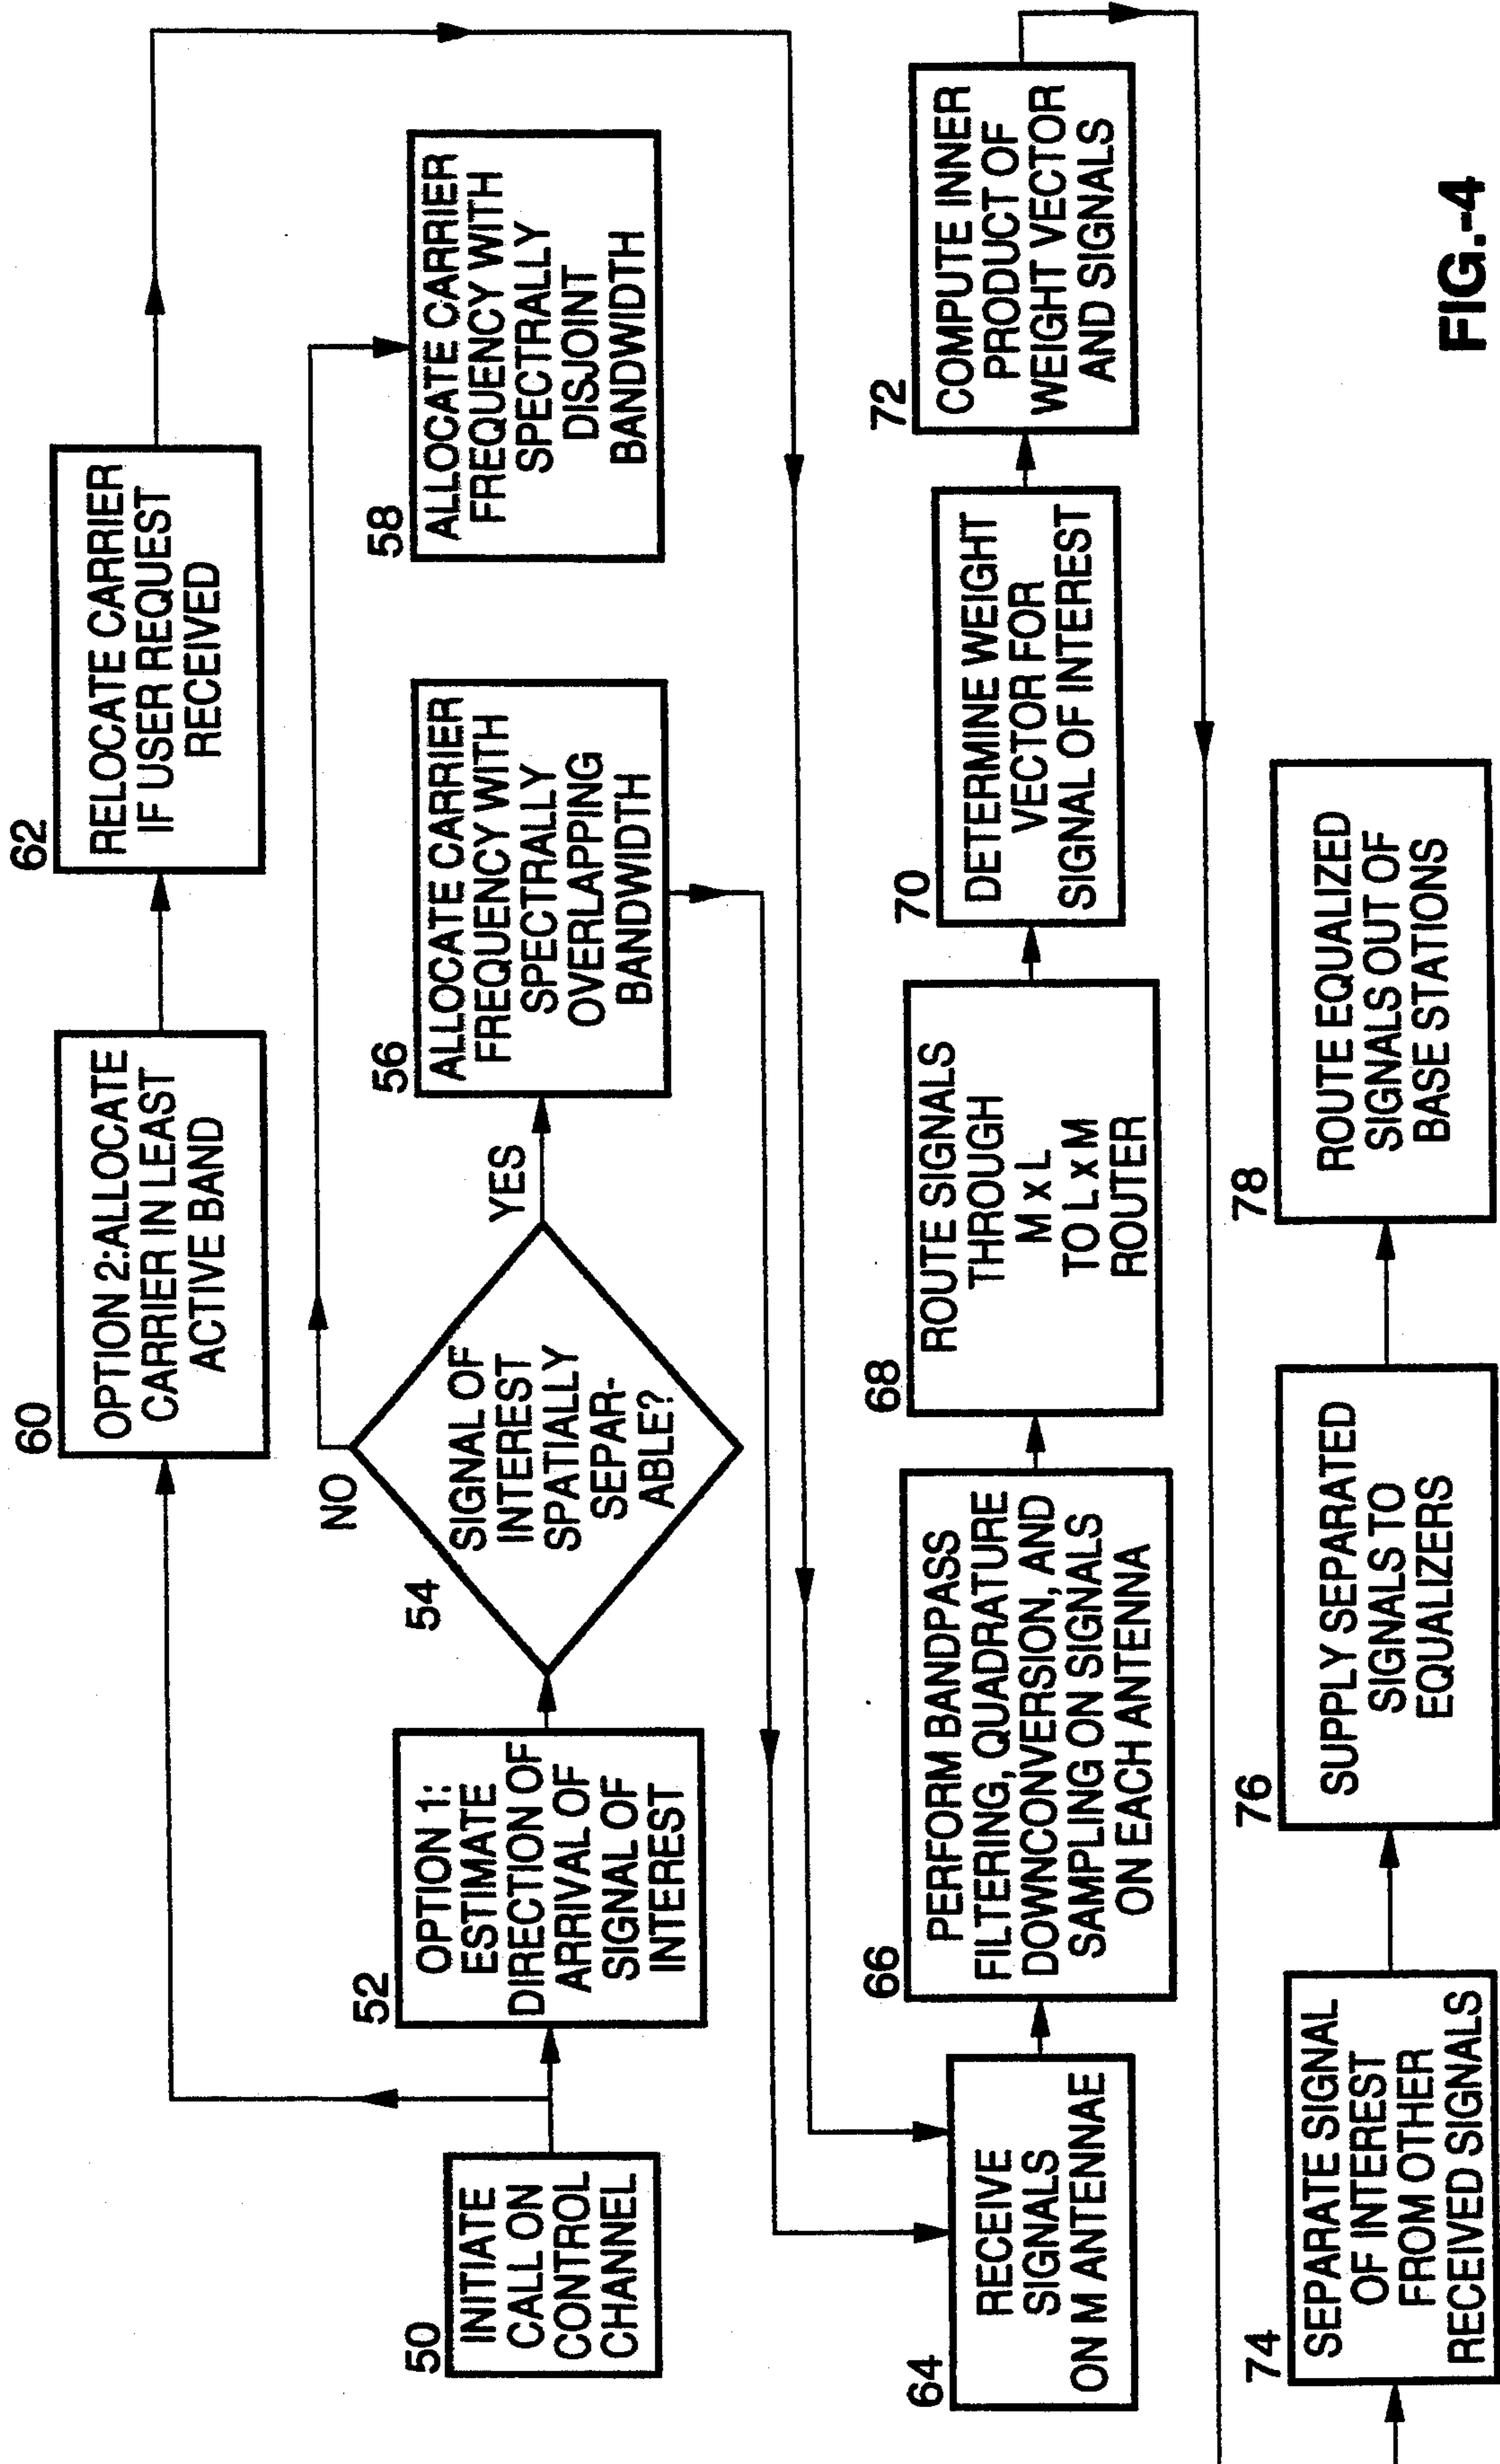 60
OPTION 2:ALLOCATE
CARRIER IN LEAST
ACTIVE BAND
62
RELOCATE CARRIER
IF USER REQUEST
RECEIVED
50
INITIATE
CALL ON
CONTROL
CHANNEL
52
OPTION 1:
ESTIMATE
DIRECTION OF
ARRIVAL OF
SIGNAL OF
INTEREST
54
SIGNAL OF
INTEREST
SPATIALLY
SEPAR-
ABLE?
NO
YES
56
ALLOCATE CARRIER
FREQUENCY WITH
SPECTRALLY
OVERLAPPING
BANDWIDTH
58
ALLOCATE CARRIER
FREQUENCY WITH
SPECTRALLY
DISJOINT
BANDWIDTH
64
RECEIVE
SIGNALS
ON M ANTENNAE
66
PERFORM BANDPASS
FILTERING, QUADRATURE
DOWNCONVERSION, AND
SAMPLING ON SIGNALS
ON EACH ANTENNA
68
ROUTE SIGNALS
THROUGH
M x L
TO L x M
ROUTER
70
DETERMINE WEIGHT
VECTOR FOR
SIGNAL OF INTEREST
72
COMPUTE INNER
PRODUCT OF
WEIGHT VECTOR
AND SIGNALS
74
SEPARATE SIGNAL
OF INTEREST
FROM OTHER
RECEIVED SIGNALS
76
SUPPLY SEPARATED
SIGNALS TO
EQUALIZERS
78
ROUTE EQUALIZED
SIGNALS OUT OF
BASE STATIONS
FIG.-4